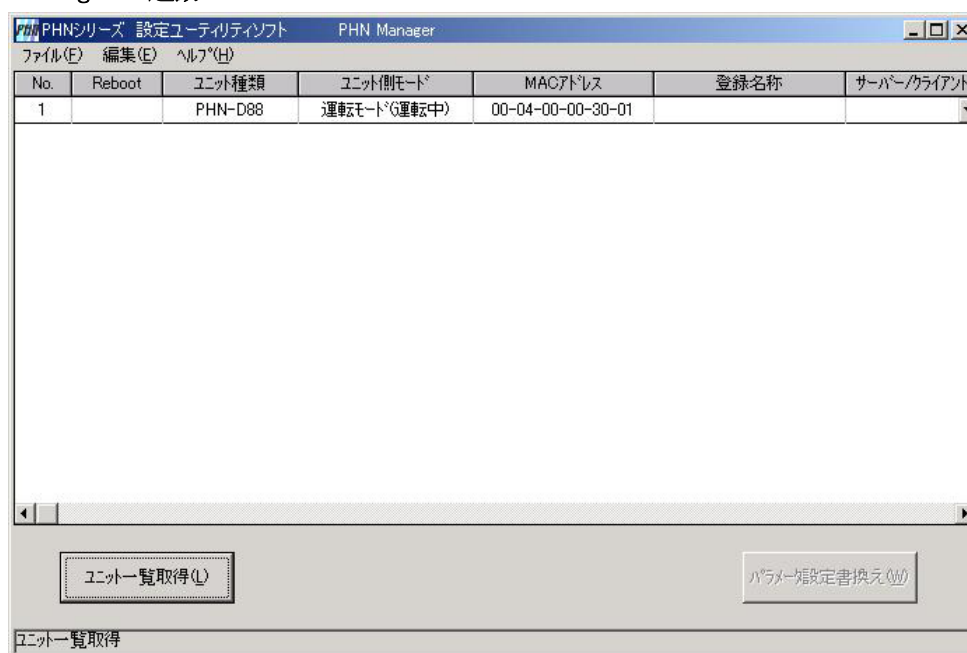 PHNシリーズ 設定ユーティリティソフト PHN Manager
ファイル(F) 編集(E) ヘルプ(H)
No. Reboot ユニット種類 ユニット側モード MACアドレス 登録名称 サーバー/クライアント
1 PHN-D88 運転モード(運転中) 00-04-00-00-30-01
ユニット一覧取得(L) パラメータ設定書換え(W)
ユニット一覧取得